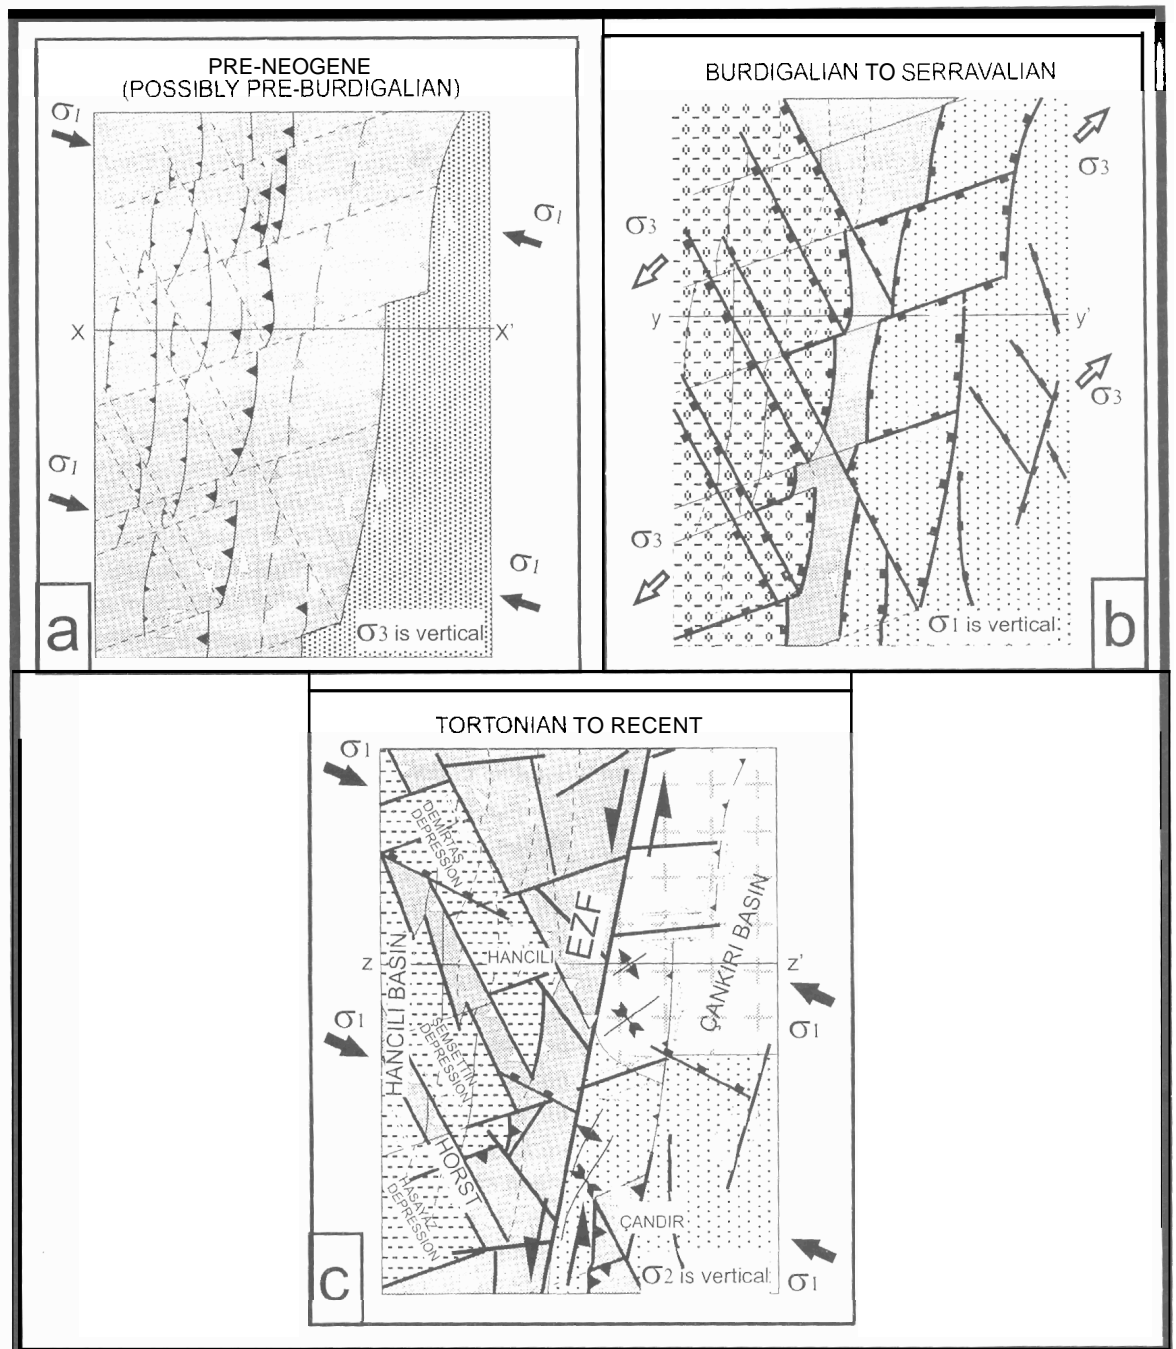 PRE-NEOGENE
(POSSIBLY PRE-BURDIGALIAN)
σ1
σ1
X
X'
σ1
σ1
a
σ3 is vertical
BURDIGALIAN TO SERRAVALIAN
σ3
σ3
y
y'
σ3
σ3
σ1 is vertical
b
TORTONIAN TO RECENT
σ1
DEMİRTAŞ
DEPRESSION
EZF
ÇANKIRI BASIN
HANCILI
z
z'
HANCILI BASIN
σ1
σ1
ŞEMSETTİN
DEPRESSION
HORST
HASAYAZ
DEPRESSION
ÇANDIR
c
σ2 is vertical
σ1